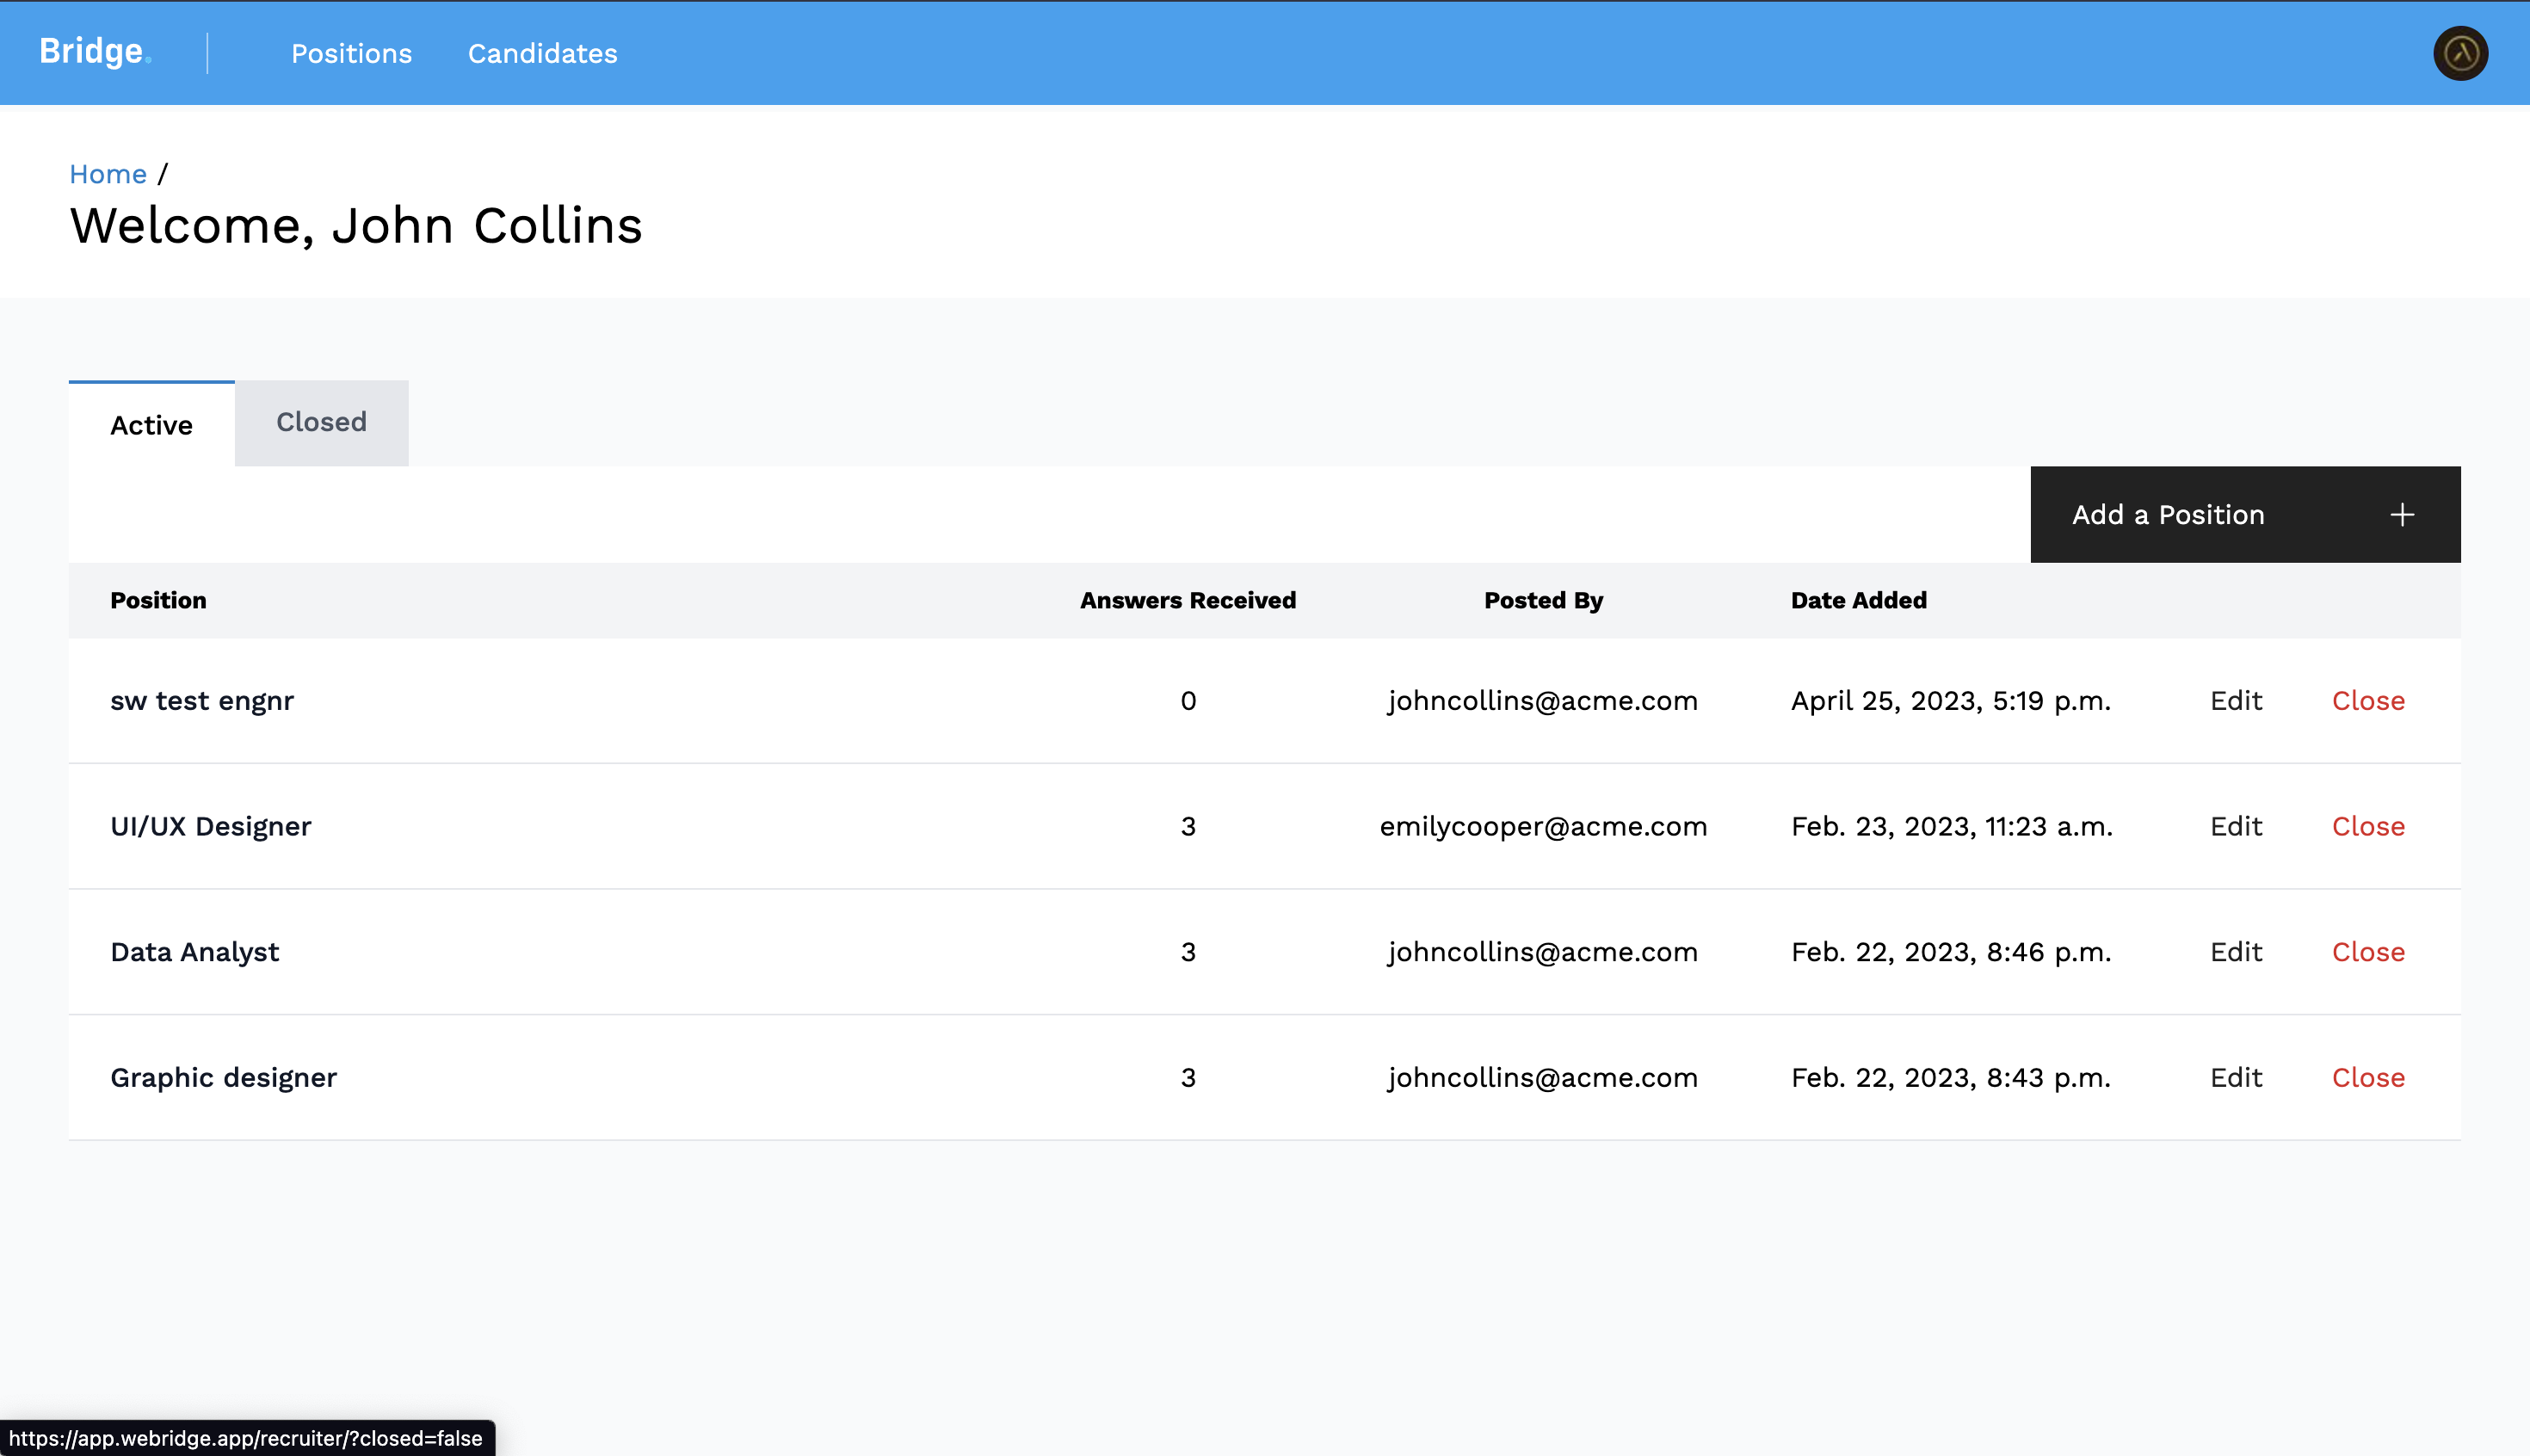 Bridge. Positions Candidates
Home /
Welcome, John Collins
Active Closed
Add a Position +
Position Answers Received Posted By Date Added
sw test engnr 0 johncollins@acme.com April 25, 2023, 5:19 p.m. Edit Close
UI/UX Designer 3 emilycooper@acme.com Feb. 23, 2023, 11:23 a.m. Edit Close
Data Analyst 3 johncollins@acme.com Feb. 22, 2023, 8:46 p.m. Edit Close
Graphic designer 3 johncollins@acme.com Feb. 22, 2023, 8:43 p.m. Edit Close
https://app.webridge.app/recruiter/?closed=false